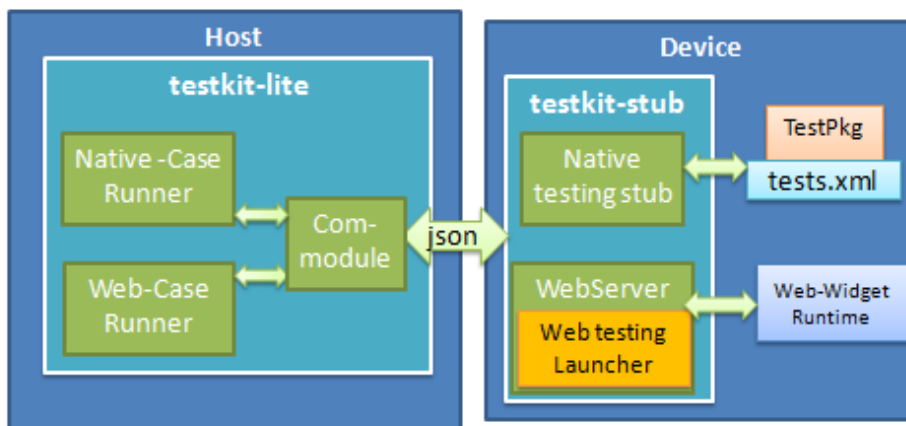 Host
testkit-lite
Native -Case
Runner
Web-Case
Runner
Com-
module
json
Device
testkit-stub
Native
testing stub
WebServer
Web testing
Launcher
TestPkg
tests.xml
Web-Widget
Runtime